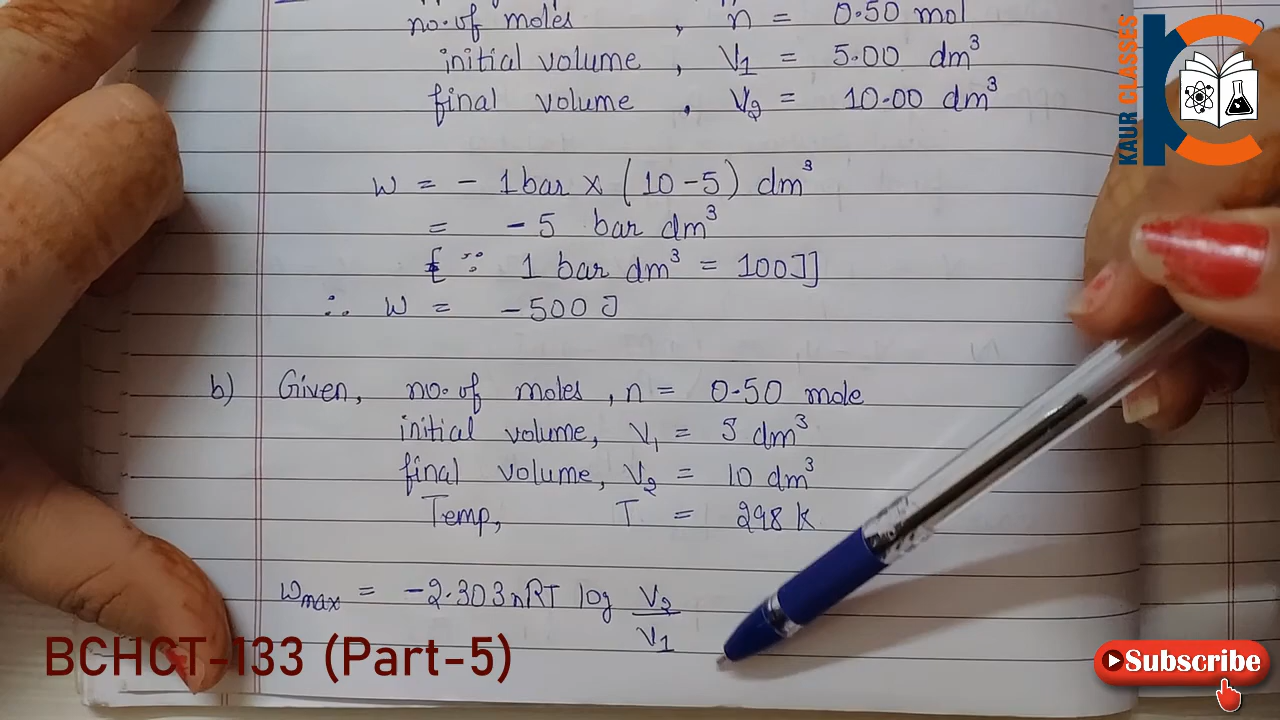 no. of moles , n = 0.50 mol
initial volume , V1 = 5.00 dm³
final volume , V2 = 10.00 dm³
w = - 1 bar x (10-5) dm³
= -5 bar dm³
[∵ 1 bar dm³ = 100J]
∴ w = -500 J
b) Given, no. of moles, n = 0.50 mole
initial volume, V1 = 5 dm³
final volume, V2 = 10 dm³
Temp, T = 298 K
wmax = -2.303nRT log V2/V1
KAUR CLASSES
BCHCT-133 (Part-5)
Subscribe